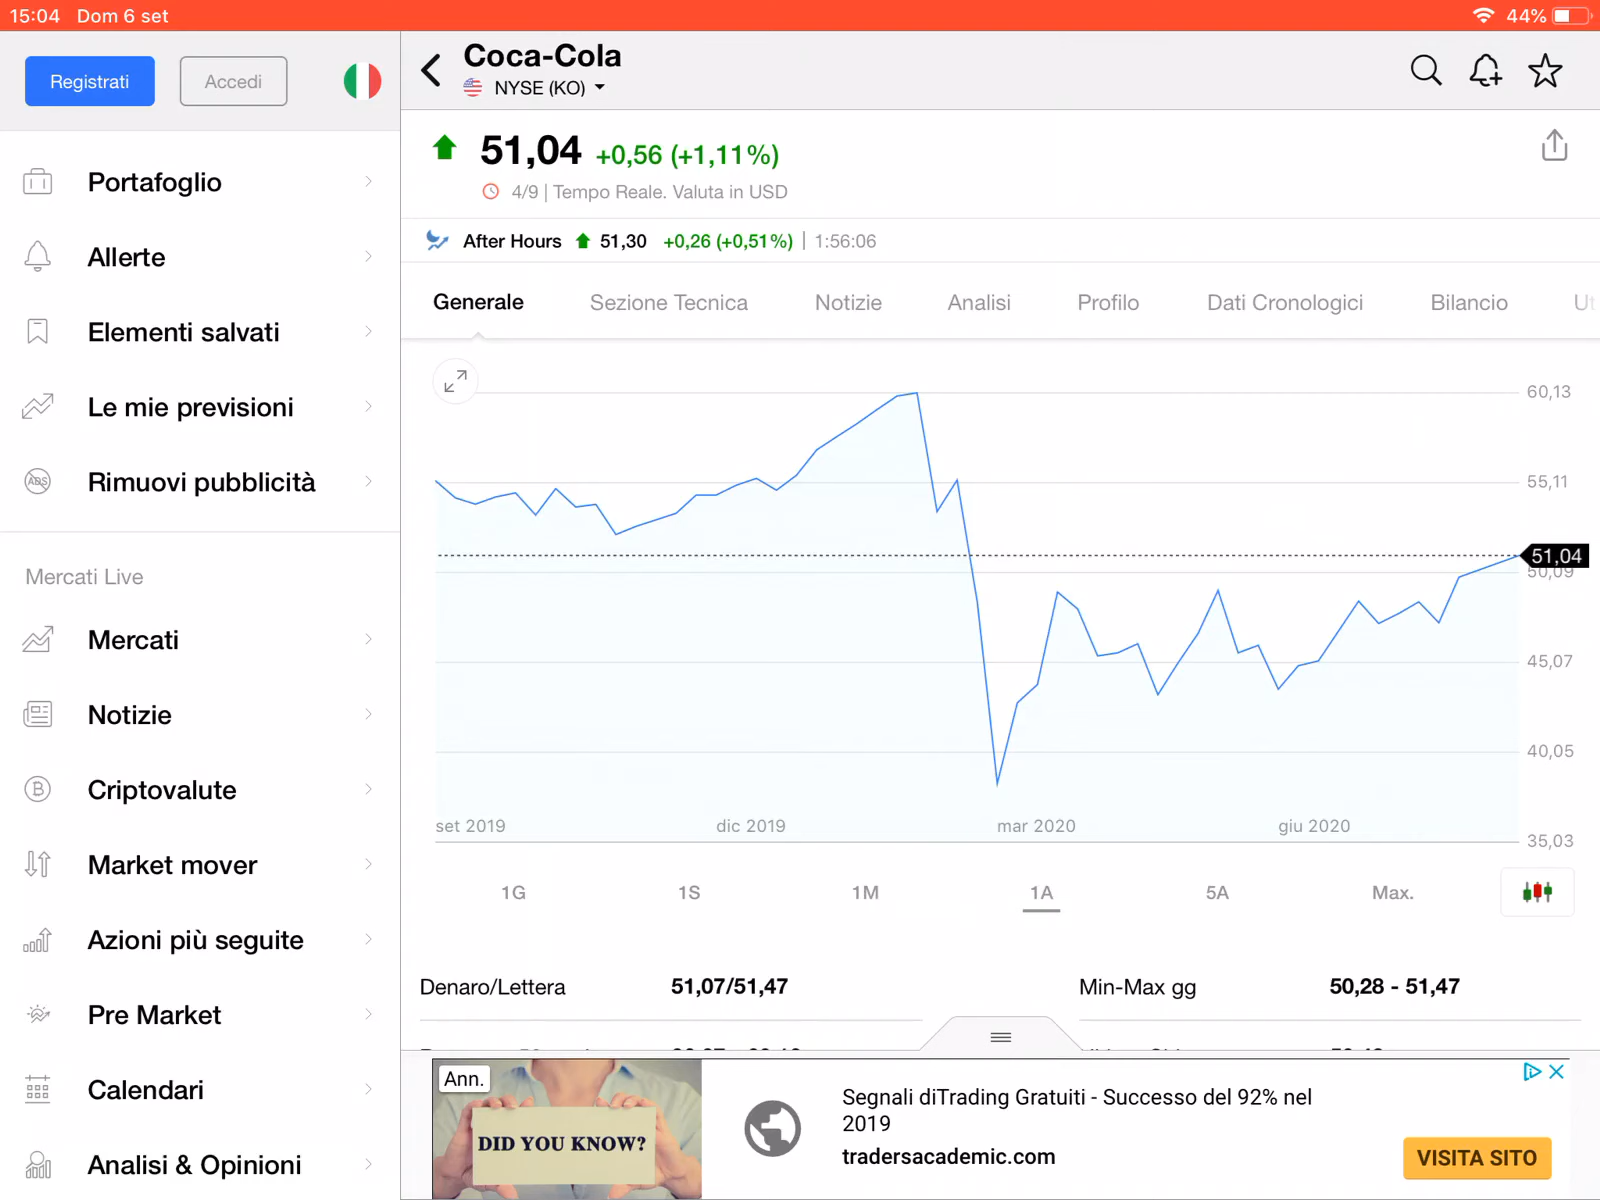 15:04 Dom 6 set
44%
Registrati
Accedi
Portafoglio
Allerte
Elementi salvati
Le mie previsioni
ADS
Rimuovi pubblicità
Mercati Live
Mercati
Notizie
Criptovalute
Market mover
Azioni più seguite
Pre Market
Calendari
Analisi & Opinioni
Coca-Cola
NYSE (KO)
51,04 +0,56 (+1,11%)
4/9 | Tempo Reale. Valuta in USD
After Hours 51,30 +0,26 (+0,51%) | 1:56:06
Generale Sezione Tecnica Notizie Analisi Profilo Dati Cronologici Bilancio Ut
60,13
55,11
51,04
50,09
45,07
40,05
35,03
set 2019 dic 2019 mar 2020 giu 2020
1G 1S 1M 1A 5A Max.
Denaro/Lettera 51,07/51,47
Min-Max gg 50,28 - 51,47
Ann.
DID YOU KNOW?
Segnali diTrading Gratuiti - Successo del 92% nel
2019
tradersacademic.com
VISITA SITO